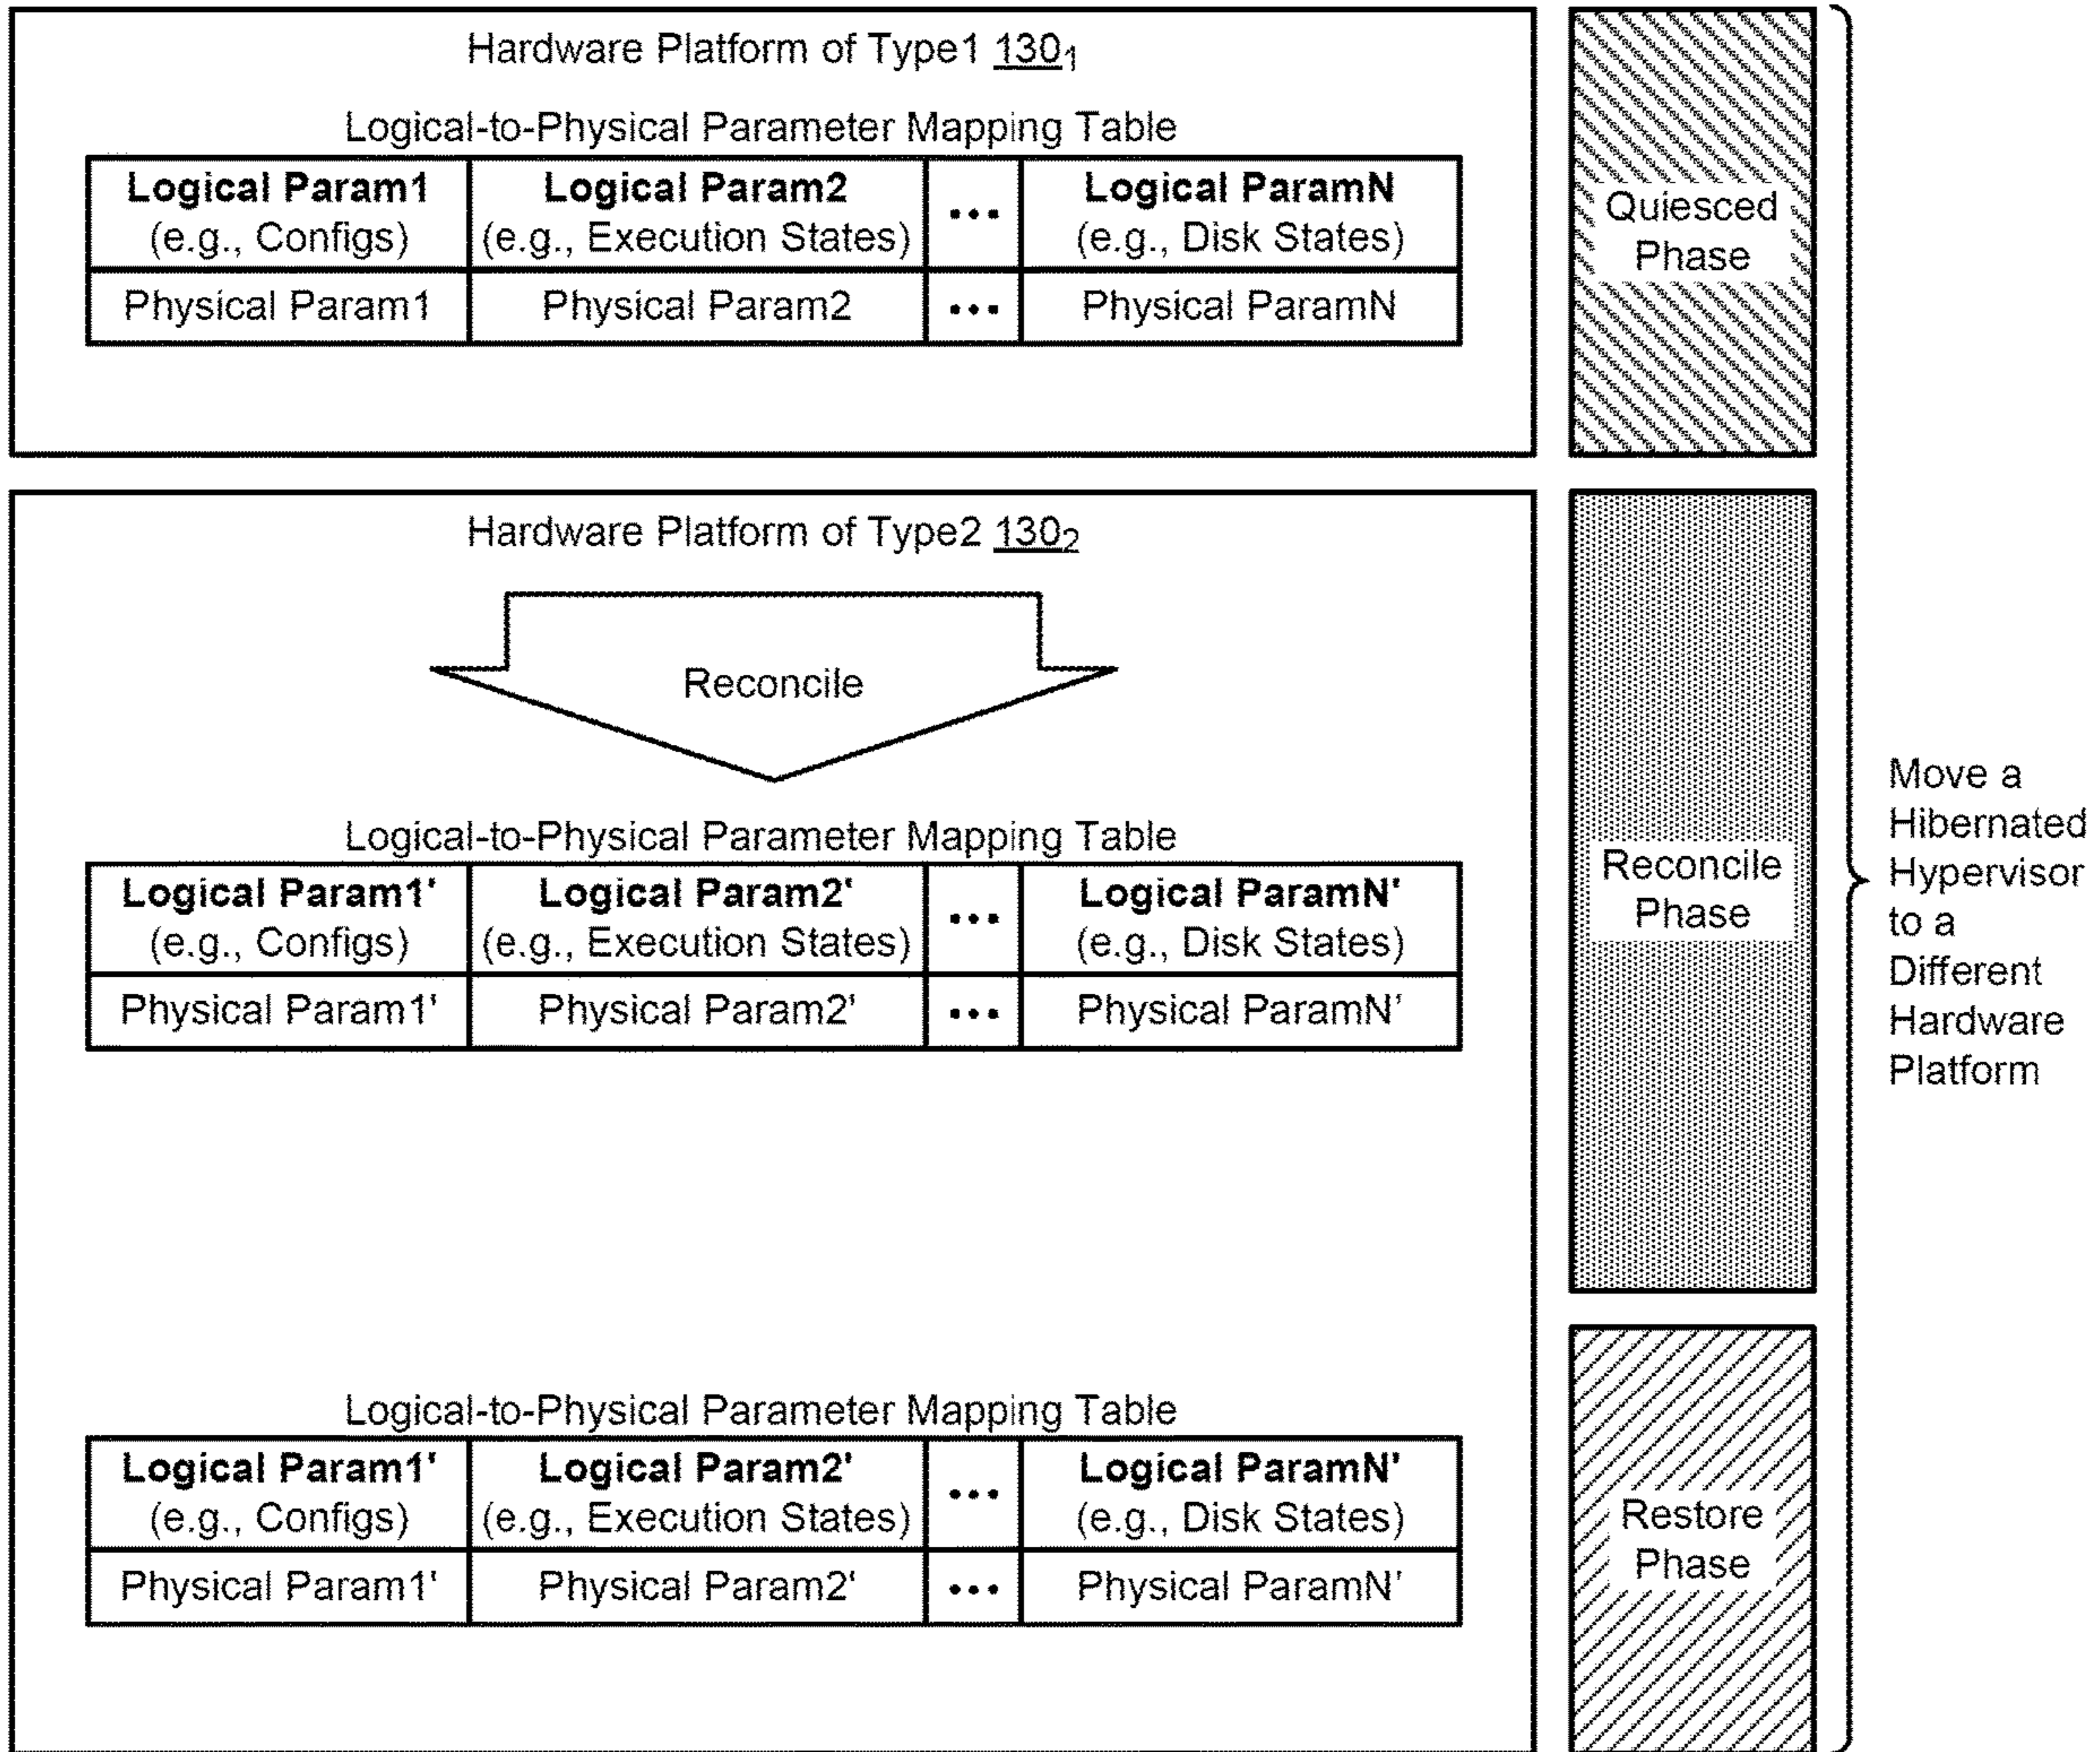 Hardware Platform of Type1 130₁
Logical-to-Physical Parameter Mapping Table
Logical Param1 Logical Param2 ... Logical ParamN
(e.g., Configs) (e.g., Execution States) (e.g., Disk States)
Physical Param1 Physical Param2 ... Physical ParamN
Quiesced
Phase
Hardware Platform of Type2 130₂
Reconcile
Logical-to-Physical Parameter Mapping Table
Logical Param1' Logical Param2' ... Logical ParamN'
(e.g., Configs) (e.g., Execution States) (e.g., Disk States)
Physical Param1' Physical Param2' ... Physical ParamN'
Reconcile
Phase
Logical-to-Physical Parameter Mapping Table
Logical Param1' Logical Param2' ... Logical ParamN'
(e.g., Configs) (e.g., Execution States) (e.g., Disk States)
Physical Param1' Physical Param2' ... Physical ParamN'
Restore
Phase
Move a
Hibernated
Hypervisor
to a
Different
Hardware
Platform